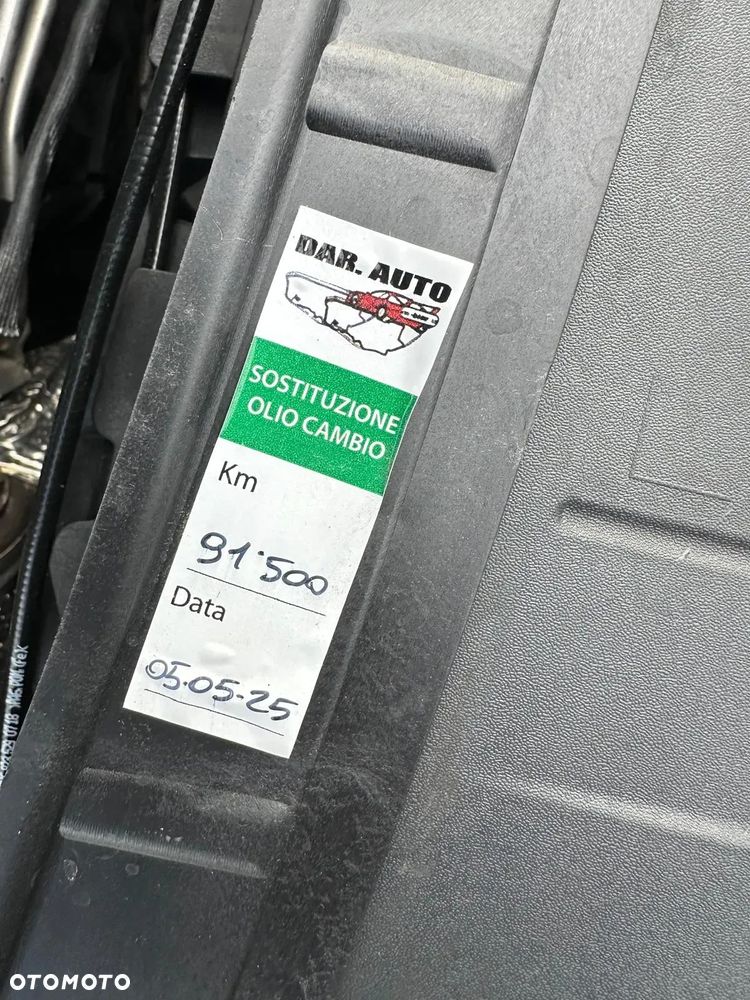 DAR. AUTO
SOSTITUZIONE
OLIO CAMBIO
Km
91'500
Data
05.05-25
OTOMOTO